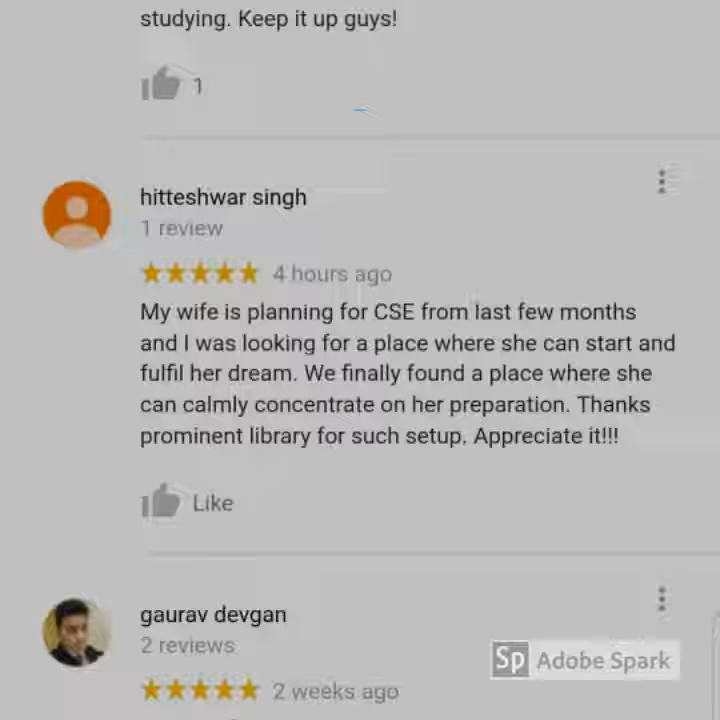 studying. Keep it up guys!
1
hitteshwar singh
1 review
4 hours ago
My wife is planning for CSE from last few months
and I was looking for a place where she can start and
fulfil her dream. We finally found a place where she
can calmly concentrate on her preparation. Thanks
prominent library for such setup. Appreciate it!!!
Like
gaurav devgan
2 reviews
Sp Adobe Spark
2 weeks ago